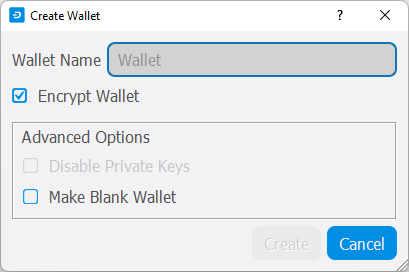 Create Wallet
Wallet Name Wallet
Encrypt Wallet
Advanced Options
Disable Private Keys
Make Blank Wallet
Create Cancel